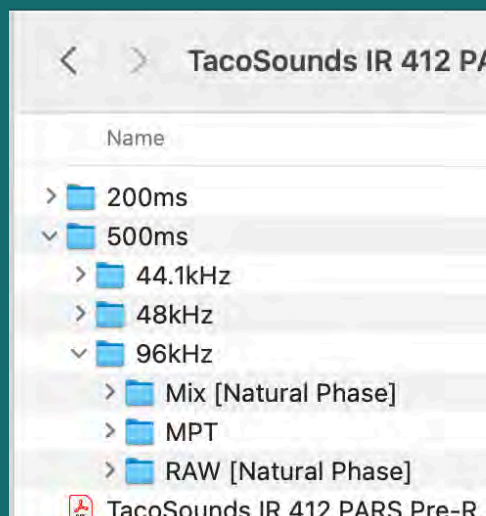 TacoSounds IR 412 PA
Name
200ms
500ms
44.1kHz
48kHz
96kHz
Mix [Natural Phase]
MPT
RAW [Natural Phase]
TacoSounds IR 412 PARS Pre-R